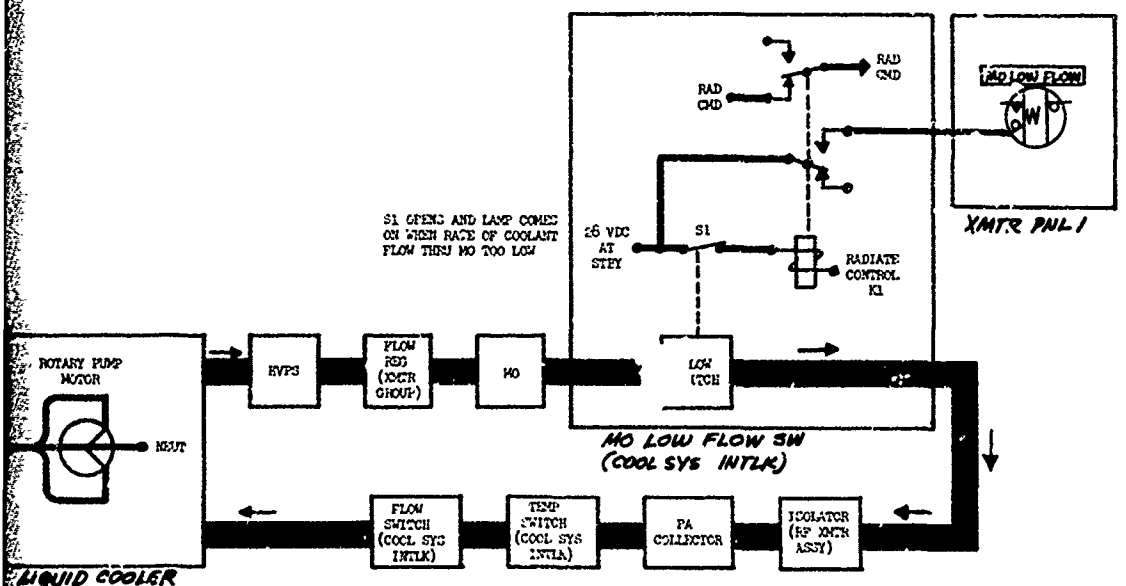 RAD
CMD
RAD
CMD
MO LOW FLOW
W
XMTR PNL 1
S1 OPENS AND LAMP COMES
ON WHEN RATE OF COOLANT
FLOW THRU MO TOO LOW
26 VDC
AT
STBY
S1
RADIATE
CONTROL
K1
ROTARY PUMP
MOTOR
NEUT
HVPS
FLOW
REG
(XMTR
GROUP)
MO
LOW
MO LOW FLOW SW
(COOL SYS INTLK)
FLOW
SWITCH
(COOL SYS
INTLK)
TEMP
SWITCH
(COOL SYS
INTLK)
PA
COLLECTOR
ISOLATOR
(RF XMTR
ASSY)
LIQUID COOLER